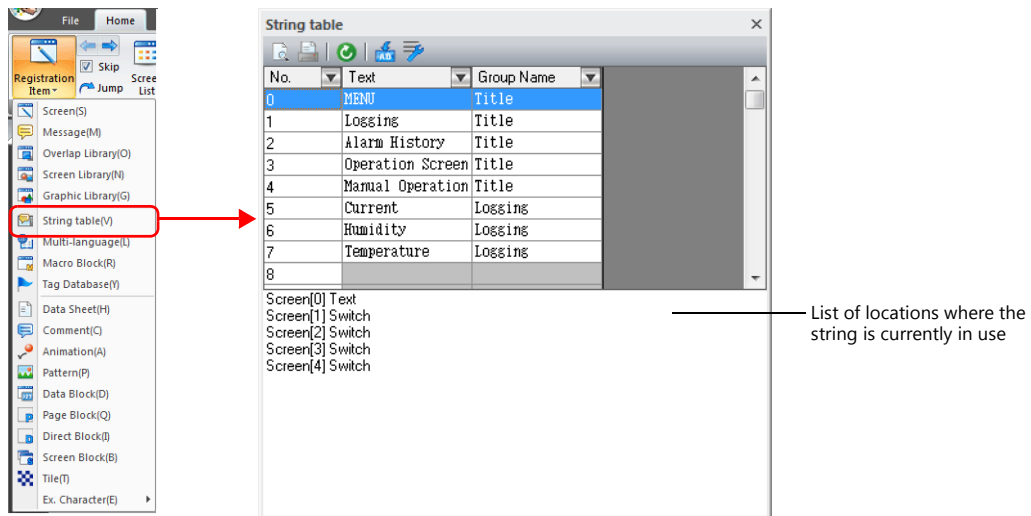 File Home
Skip
Jump
Registration Item
Scree List
Screen(S)
Message(M)
Overlap Library(O)
Screen Library(N)
Graphic Library(G)
String table(V)
Multi-language(L)
Macro Block(R)
Tag Database(Y)
Data Sheet(H)
Comment(C)
Animation(A)
Pattern(P)
Data Block(D)
Page Block(Q)
Direct Block(I)
Screen Block(B)
Tile(T)
Ex. Character(E)
String table
No. Text Group Name
0 MENU Title
1 Logging Title
2 Alarm History Title
3 Operation Screen Title
4 Manual Operation Title
5 Current Logging
6 Humidity Logging
7 Temperature Logging
8
Screen[0] Text
Screen[1] Switch
Screen[2] Switch
Screen[3] Switch
Screen[4] Switch
List of locations where the
string is currently in use